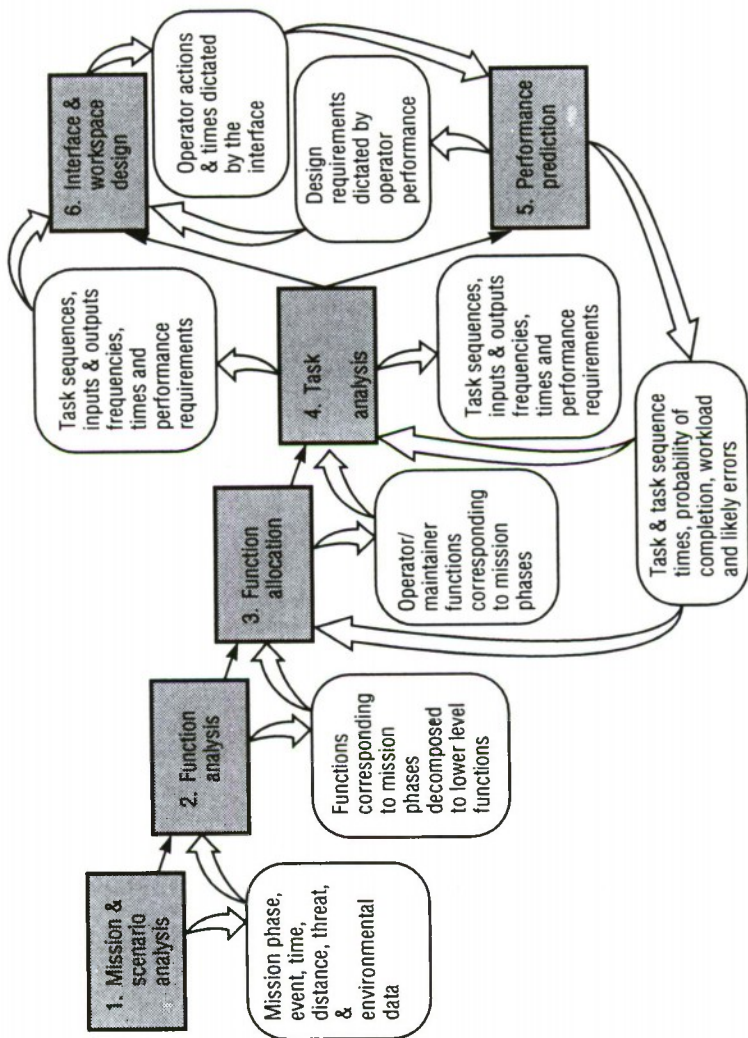 1. Mission &
scenario
analysis
Mission phase,
event, time,
distance, threat,
&
environmental
data
2. Function
analysis
Functions
corresponding
to mission
phases
decomposed
to lower level
functions
3. Function
allocation
Operator/
maintainer
functions
corresponding
to mission
phases
4. Task
analysis
Task sequences,
inputs & outputs
frequencies,
times and
performance
requirements
Task sequences,
inputs & outputs
frequencies,
times and
performance
requirements
Task & task sequence
times, probability of
completion, workload
and likely errors
6. Interface &
workspace
design
Operator actions
& times dictated
by the
interface
Design
requirements
dictated by
operator
performance
5. Performance
prediction